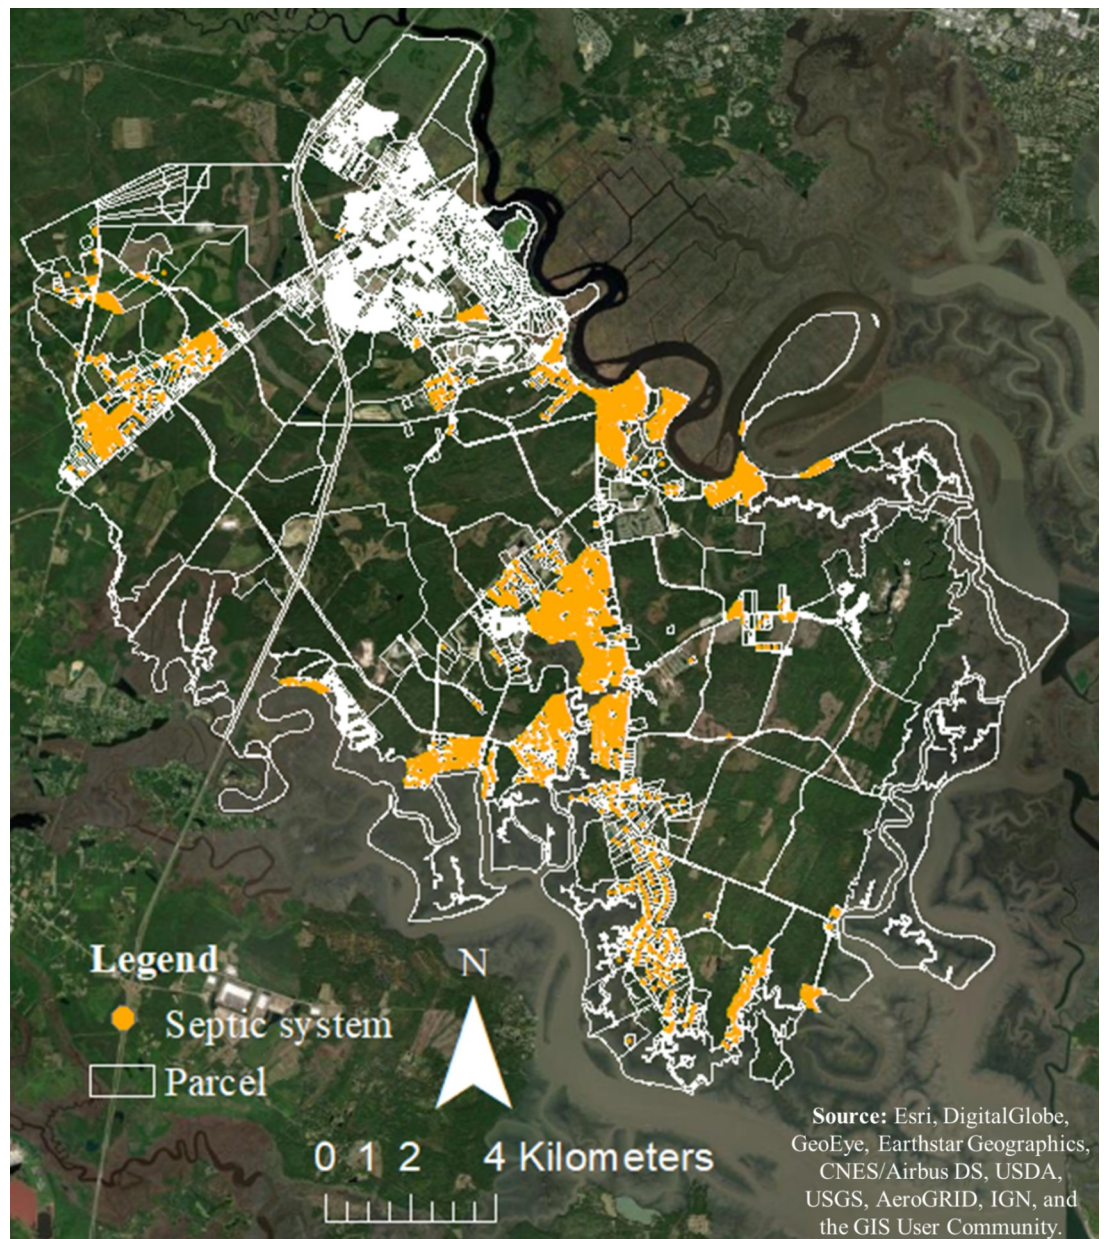 Legend
Septic system
Parcel
N
0 1 2 4 Kilometers
Source: Esri, DigitalGlobe,
GeoEye, Earthstar Geographics,
CNES/Airbus DS, USDA,
USGS, AeroGRID, IGN, and
the GIS User Community.